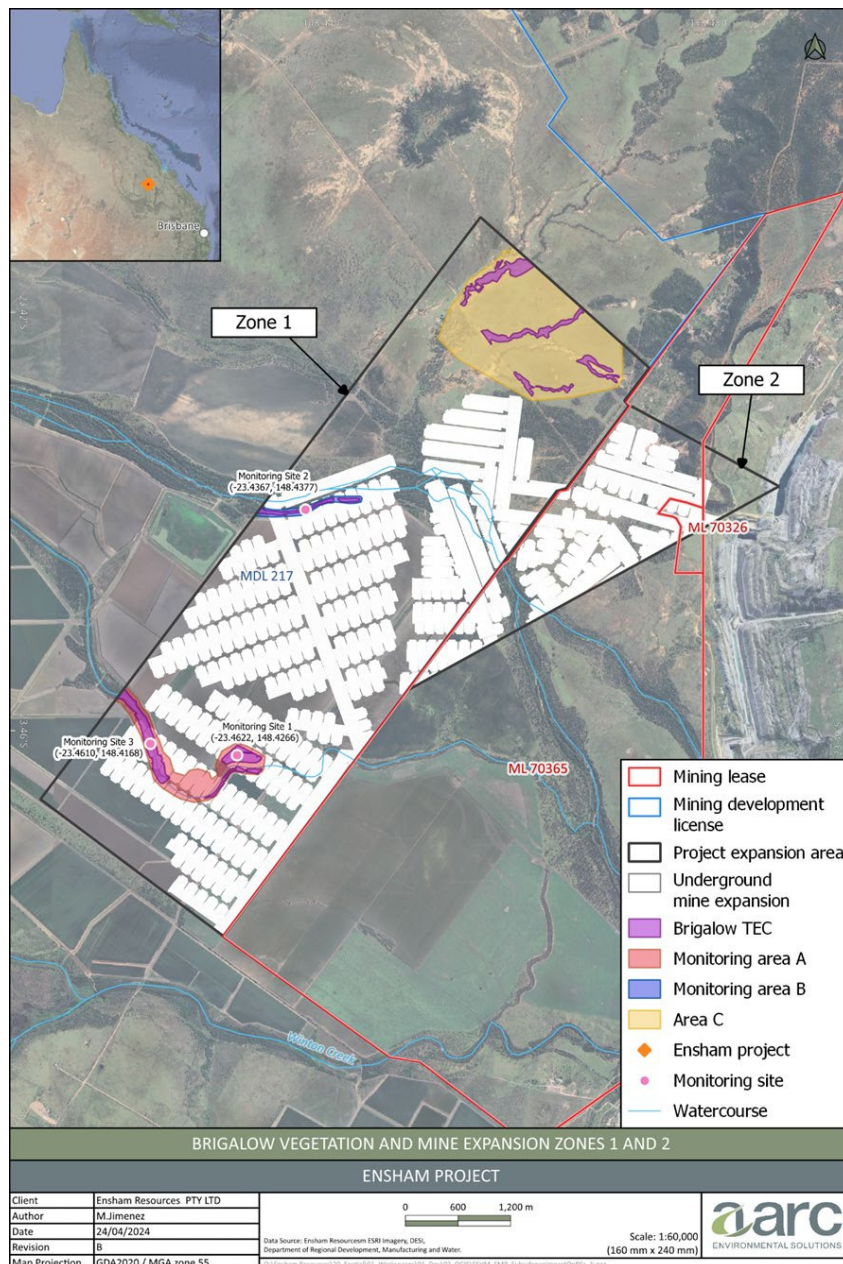 Brisbane
Zone 1
Zone 2
Monitoring Site 2
(-23.4367, 148.4377)
ML 70326
MDL 217
Monitoring Site 1
(-23.4622, 148.4266)
Monitoring Site 3
(-23.4610, 148.4168)
ML 70365
Winton Creek
Mining lease
Mining development
license
Project expansion area
Underground
mine expansion
Brigalow TEC
Monitoring area A
Monitoring area B
Area C
Ensham project
Monitoring site
Watercourse
BRIGALOW VEGETATION AND MINE EXPANSION ZONES 1 AND 2
ENSHAM PROJECT
Client Ensham Resources PTY LTD
Author M.Jimenez
Date 24/04/2024
Revision B
Map Projection GDA2020 / MGA zone 55
0 600 1,200 m
Data Source: Ensham Resourcesm ESRI Imagery, DESI,
Department of Regional Development, Manufacturing and Water.
Scale: 1:60,000
(160 mm x 240 mm)
aarc
ENVIRONMENTAL SOLUTIONS